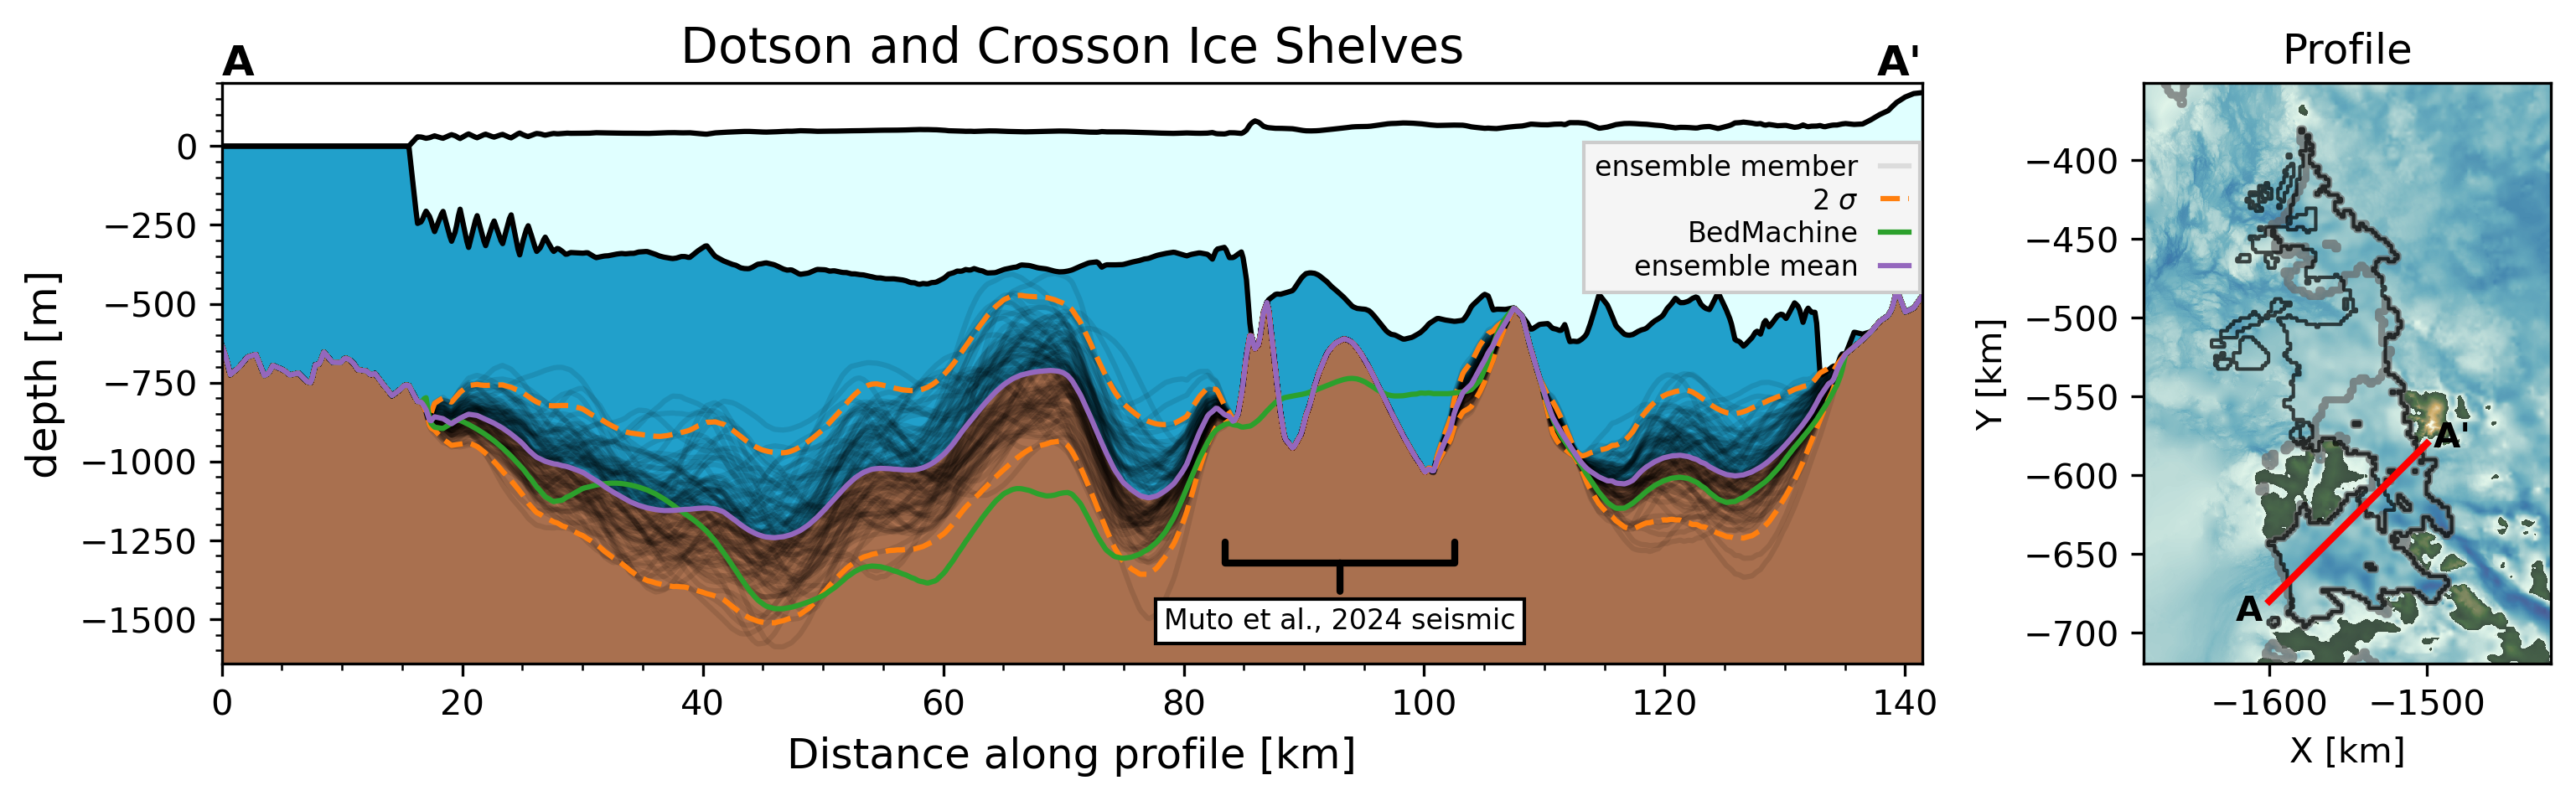 Dotson and Crosson Ice Shelves
A
A'
depth [m]
0
−250
−500
−750
−1000
−1250
−1500
ensemble member
2 σ
BedMachine
ensemble mean
Muto et al., 2024 seismic
0 20 40 60 80 100 120 140
Distance along profile [km]
Profile
Y [km]
−400
−450
−500
−550
−600
−650
−700
A'
A
−1600 −1500
X [km]